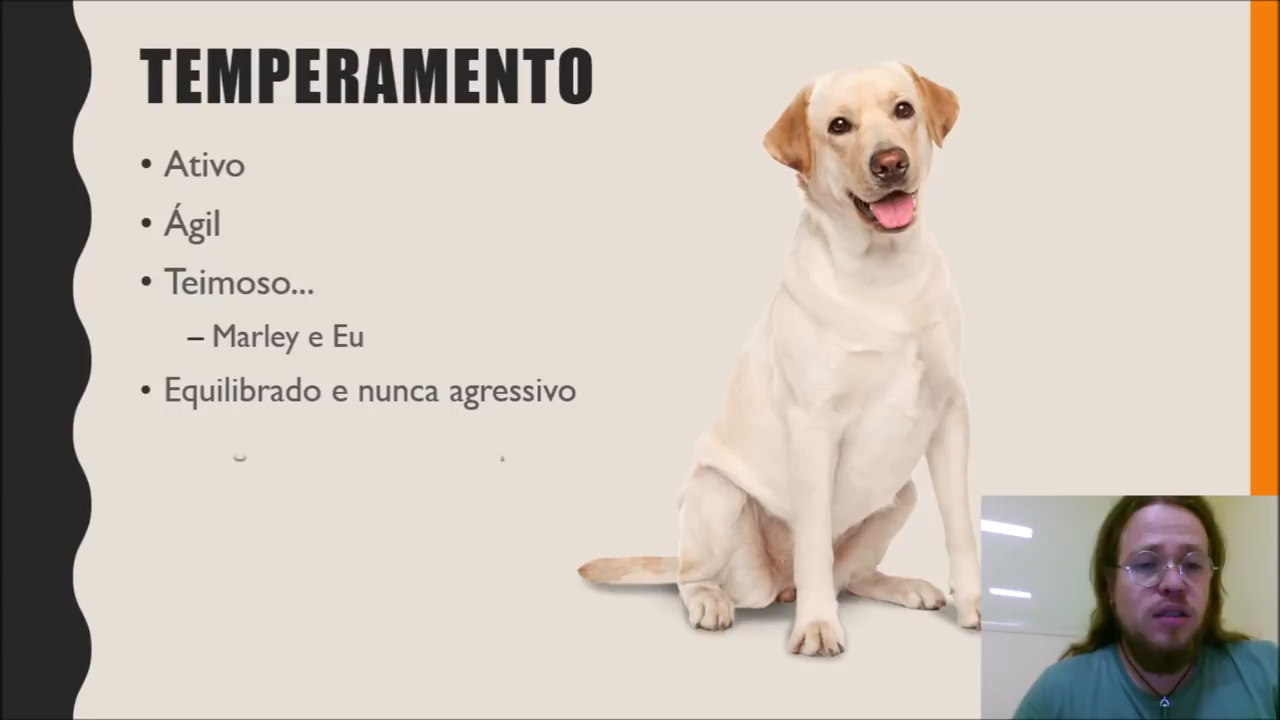 TEMPERAMENTO
• Ativo
• Ágil
• Teimoso...
– Marley e Eu
• Equilibrado e nunca agressivo